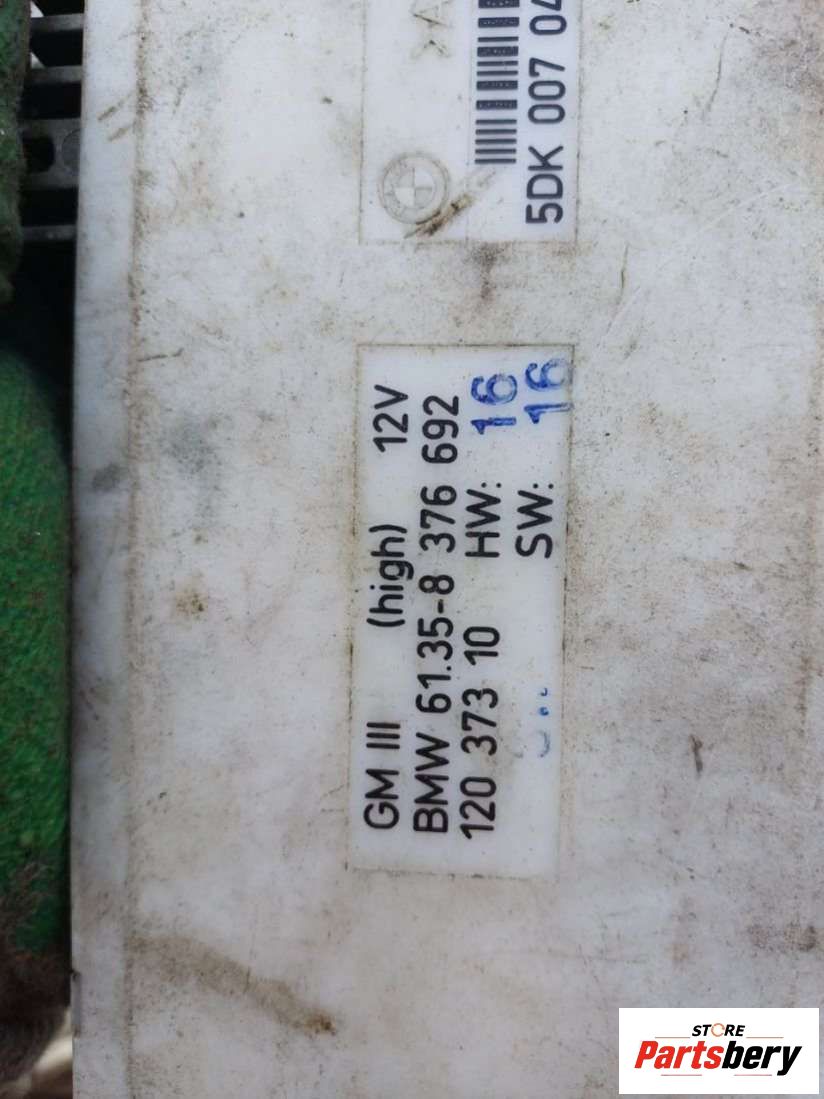 5DK 007 04
GM III (high) 12V
BMW 61.35-8 376 692
120 373 10 HW: 16
SW: 16
STORE
Partsbery